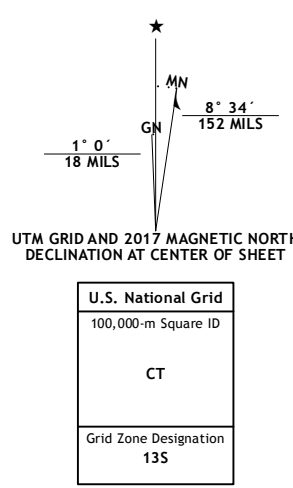 ★
MN
8° 34´
152 MILS
GN
1° 0´
18 MILS
UTM GRID AND 2017 MAGNETIC NORTH
DECLINATION AT CENTER OF SHEET
U.S. National Grid
100,000-m Square ID
CT
Grid Zone Designation
13S